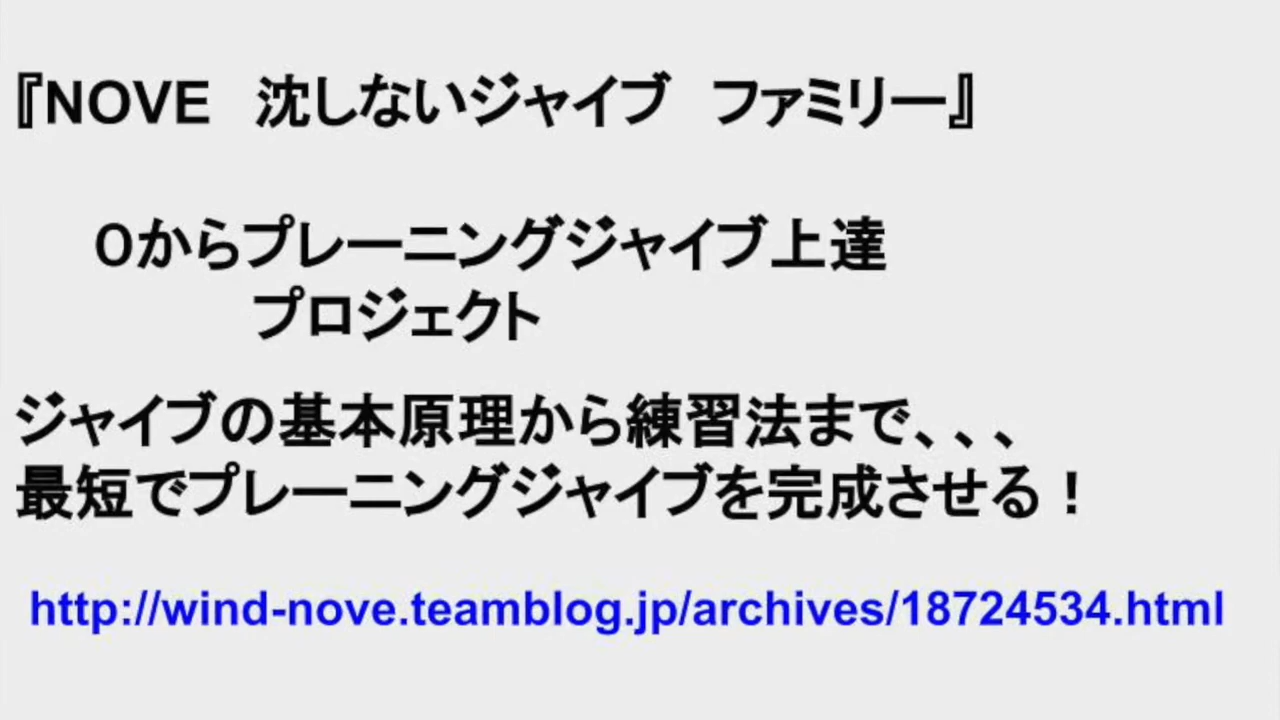 『NOVE　沈しないジャイブ　ファミリー』
０からプレーニングジャイブ上達
プロジェクト
ジャイブの基本原理から練習法まで、、、
最短でプレーニングジャイブを完成させる！
http://wind-nove.teamblog.jp/archives/18724534.html